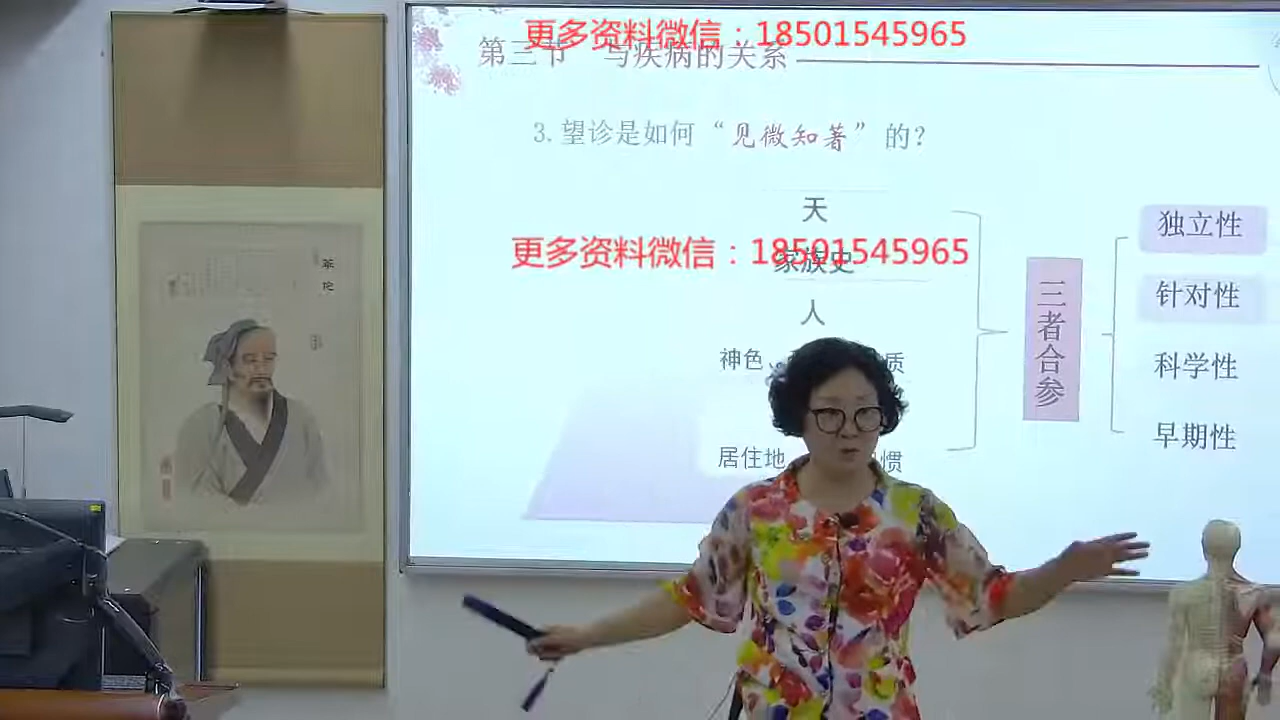 更多资料微信：18501545965
第三节 与疾病的关系
3.望诊是如何“见微知著”的？
天
更多资料微信：18501545965
家族史
人
神色、
质
居住地
惯
三者合参
独立性
针对性
科学性
早期性
华佗